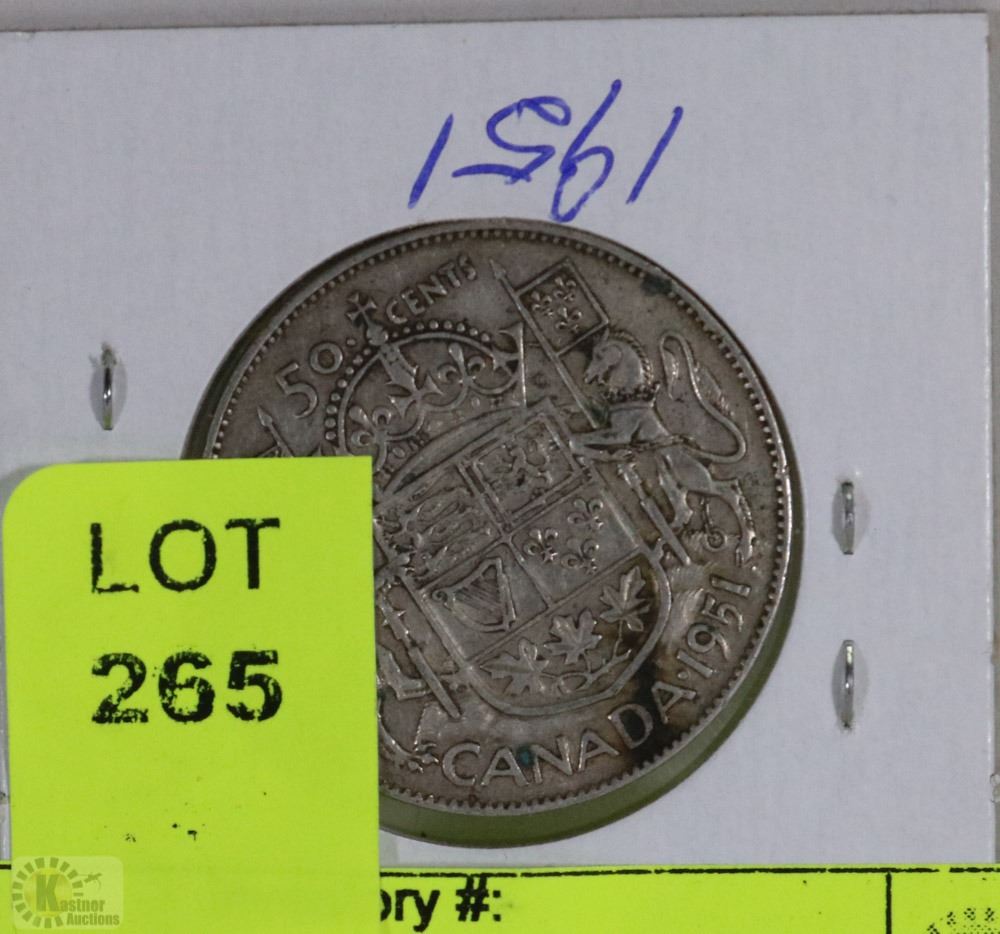 1951
50 CENTS
CANADA · 1951
LOT
265
ory #:
Kastner
Auctions